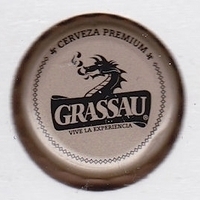 CERVEZA PREMIUM
GRASSAU®
VIVE LA EXPERIENCIA